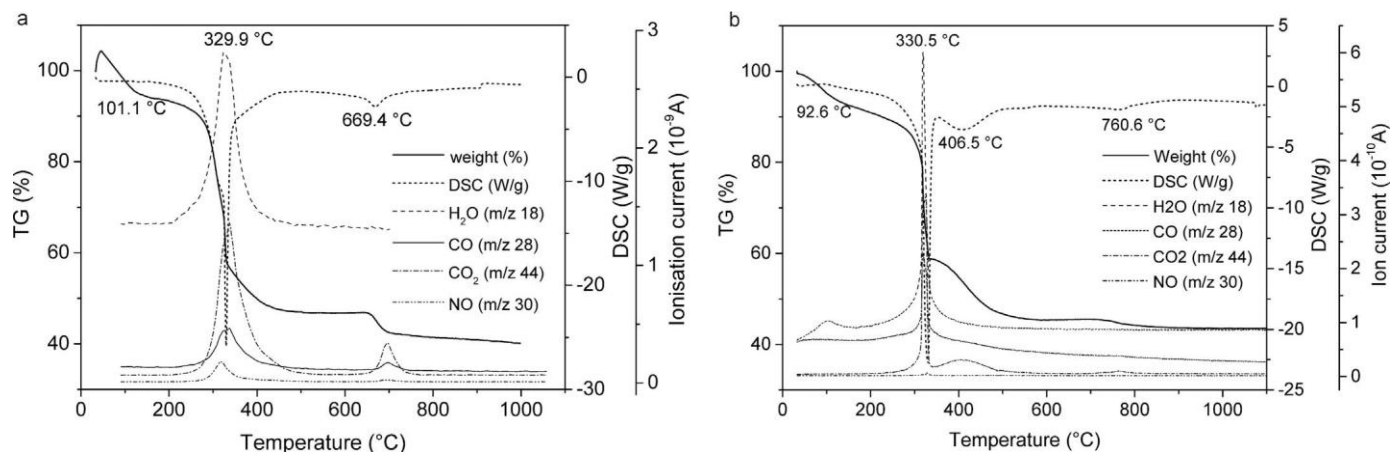 a
329.9 °C
101.1 °C
669.4 °C
weight (%)
DSC (W/g)
H₂O (m/z 18)
CO (m/z 28)
CO₂ (m/z 44)
NO (m/z 30)
TG (%)
100
80
60
40
0
200
400
600
800
1000
Temperature (°C)
0
-10
-20
-30
DSC (W/g)
3
2
1
0
Ionisation current (10⁻⁹A)
b
330.5 °C
92.6 °C
406.5 °C
760.6 °C
Weight (%)
DSC (W/g)
H2O (m/z 18)
CO (m/z 28)
CO2 (m/z 44)
NO (m/z 30)
TG (%)
100
80
60
40
0
200
400
600
800
1000
Temperature (°C)
5
0
-5
-10
-15
-20
-25
DSC (W/g)
6
5
4
3
2
1
0
Ion current (10⁻¹⁰A)